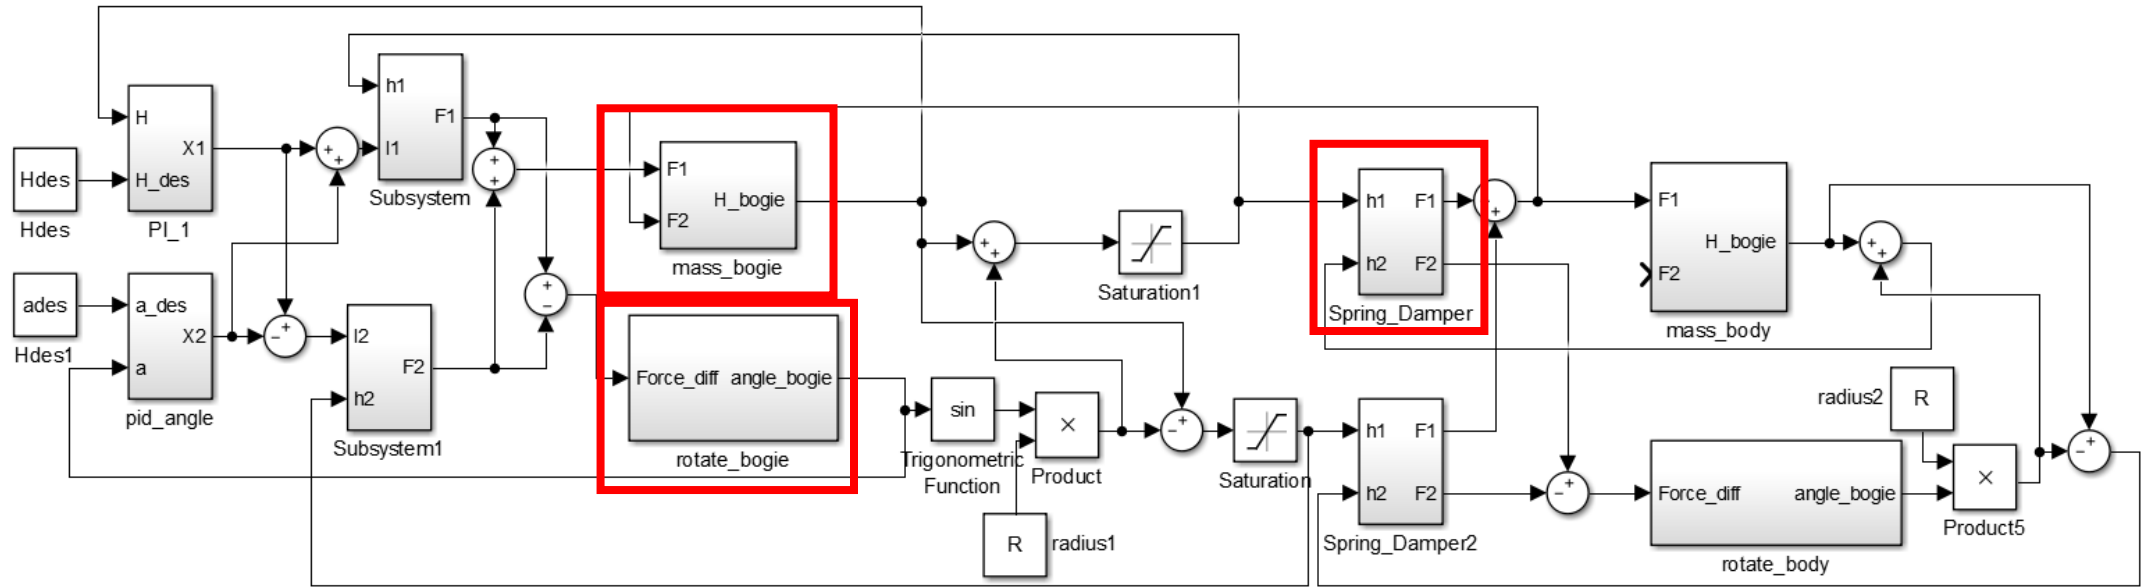 H
H_des
X1
PI_1
Hdes
Hdes
ades
Hdes1
a_des
a
X2
pid_angle
h1
I1
F1
Subsystem
I2
h2
F2
Subsystem1
F1
F2
H_bogie
mass_bogie
Force_diff angle_bogie
rotate_bogie
sin
Trigonometric
Function
×
Product
R
radius1
Saturation1
Saturation
h1
h2
F1
F2
Spring_Damper
h1
h2
F1
F2
Spring_Damper2
F1
F2
H_bogie
mass_body
Force_diff angle_bogie
rotate_body
radius2
R
×
Product5